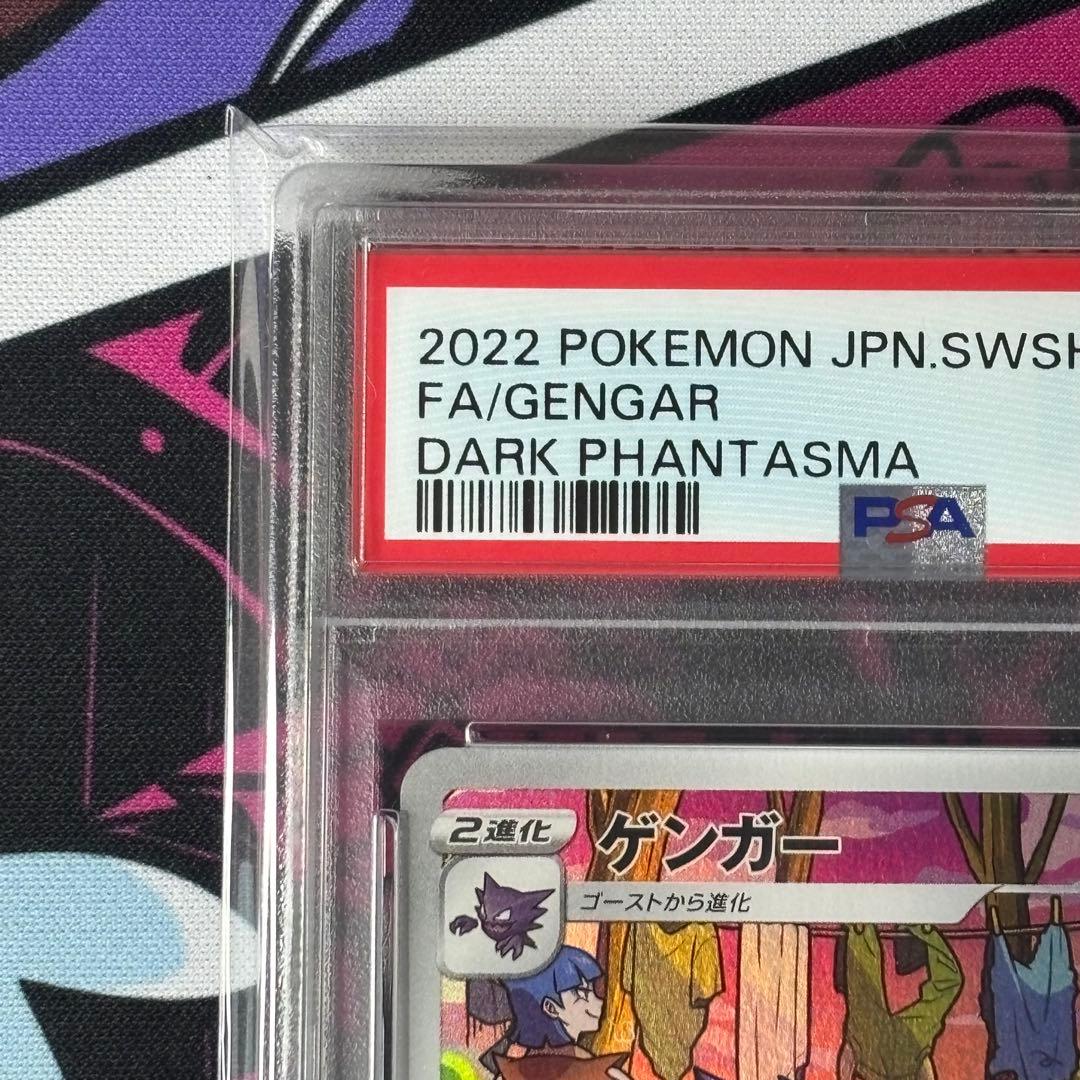 2022 POKEMON JPN.SWSH
FA/GENGAR
DARK PHANTASMA
PSA
2進化
ゲンガー
ゴーストから進化